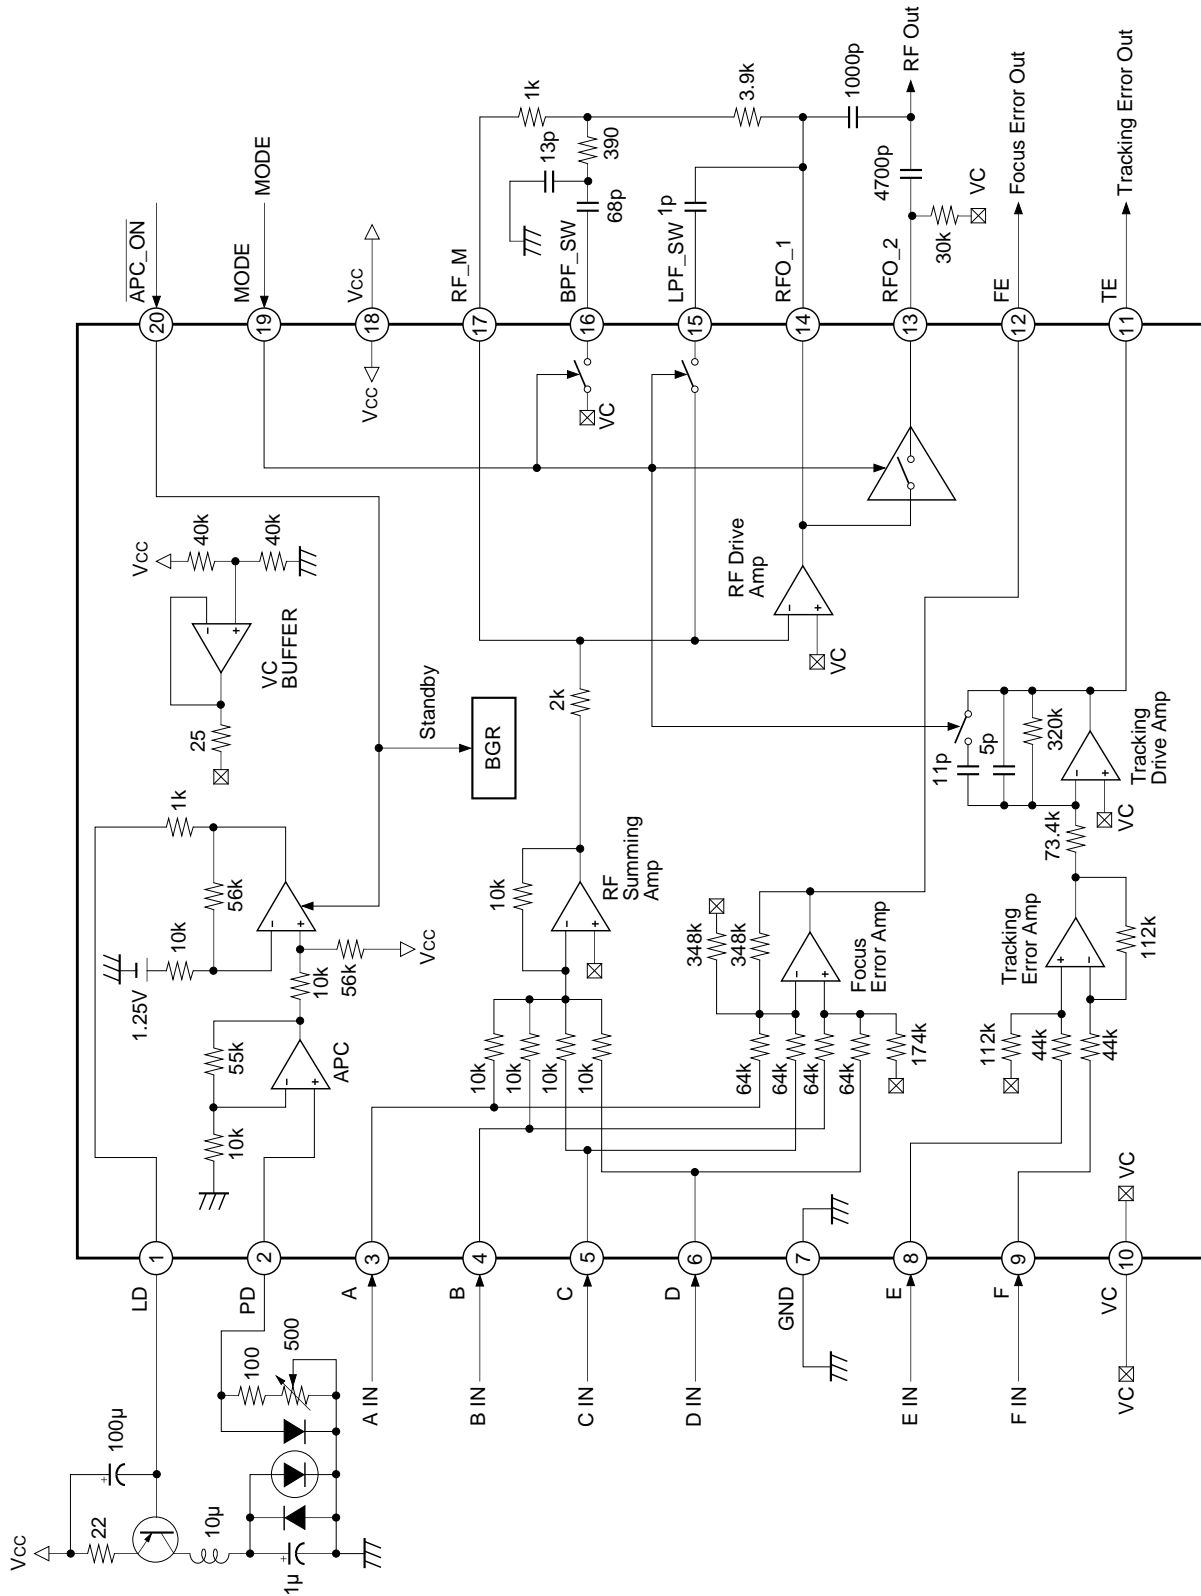 Vcc
22
100µ
10µ
1µ
LD
1
PD
2
100
500
A IN
A
3
B IN
B
4
C IN
C
5
D IN
D
6
GND
7
E IN
E
8
F IN
F
9
VC
VC
10
VC
10k
55k
APC
1.25V
10k
56k
1k
10k
56k
Vcc
-
+
-
+
25
VC
BUFFER
-
+
Vcc
40k
40k
Standby
BGR
10k
10k
10k
10k
10k
-
+
RF
Summing
Amp
2k
64k
64k
64k
64k
348k
348k
174k
-
+
Focus
Error Amp
112k
44k
44k
+
-
Tracking
Error Amp
112k
73.4k
11p
5p
320k
-
+
VC
Tracking
Drive Amp
-
+
VC
RF Drive
Amp
VC
APC_ON
20
MODE
MODE
19
Vcc
Vcc
18
RF_M
17
BPF_SW
16
LPF_SW
15
RFO_1
14
RFO_2
13
FE
12
TE
11
1k
13p
390
68p
3.9k
1p
1000p
4700p
RF Out
30k
VC
Focus Error Out
Tracking Error Out